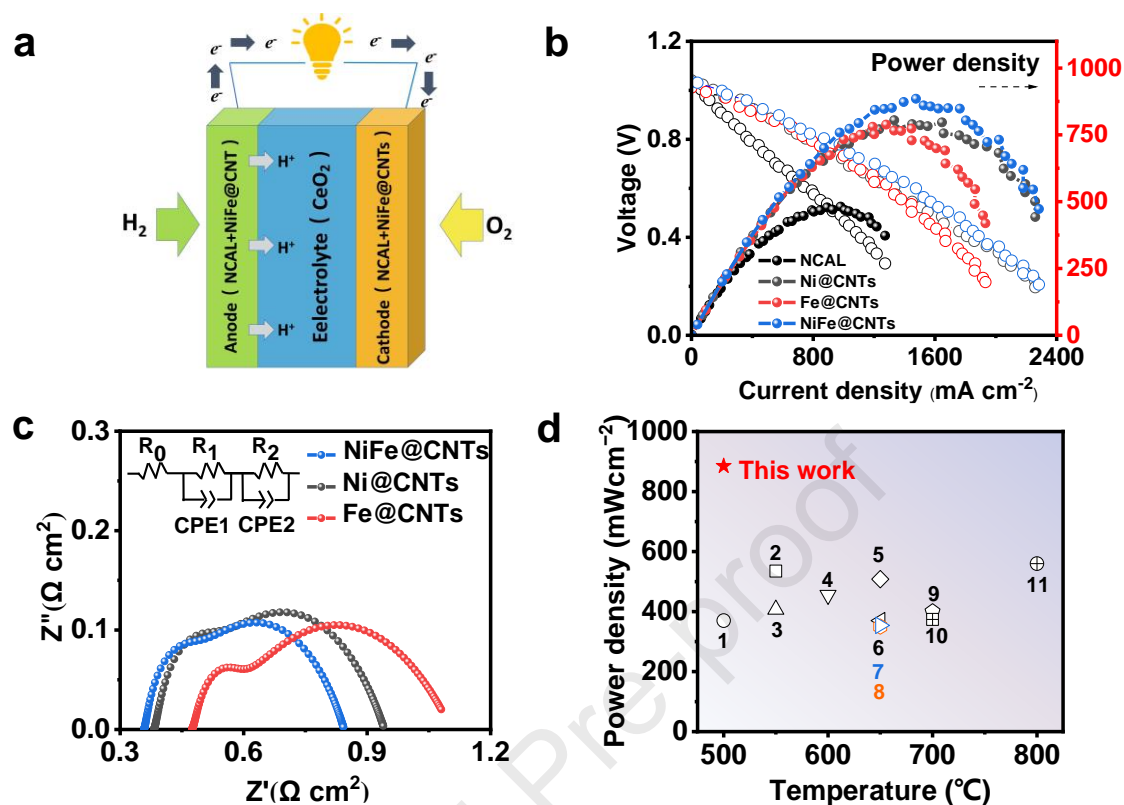 a
e⁻ e⁻ e⁻ e⁻
e⁻ e⁻
H₂
Anode ( NCAL+NiFe@CNT )
H⁺
H⁺
H⁺
Eelectrolyte ( CeO₂ )
Cathode ( NCAL+NiFe@CNTs )
O₂
b
Power density
Voltage (V)
1.2
0.8
0.4
0.0
1000
750
500
250
0
NCAL
Ni@CNTs
Fe@CNTs
NiFe@CNTs
0 800 1600 2400
Current density (mA cm⁻²)
c
R₀ R₁ R₂
CPE1 CPE2
NiFe@CNTs
Ni@CNTs
Fe@CNTs
Z''(Ω cm²)
0.3
0.2
0.1
0.0
0.3 0.6 0.9 1.2
Z'(Ω cm²)
d
Power density (mWcm⁻²)
1000
800
600
400
200
0
This work
1
2
3
4
5
6
7
8
9
10
11
500 600 700 800
Temperature (℃)
Pre-proof